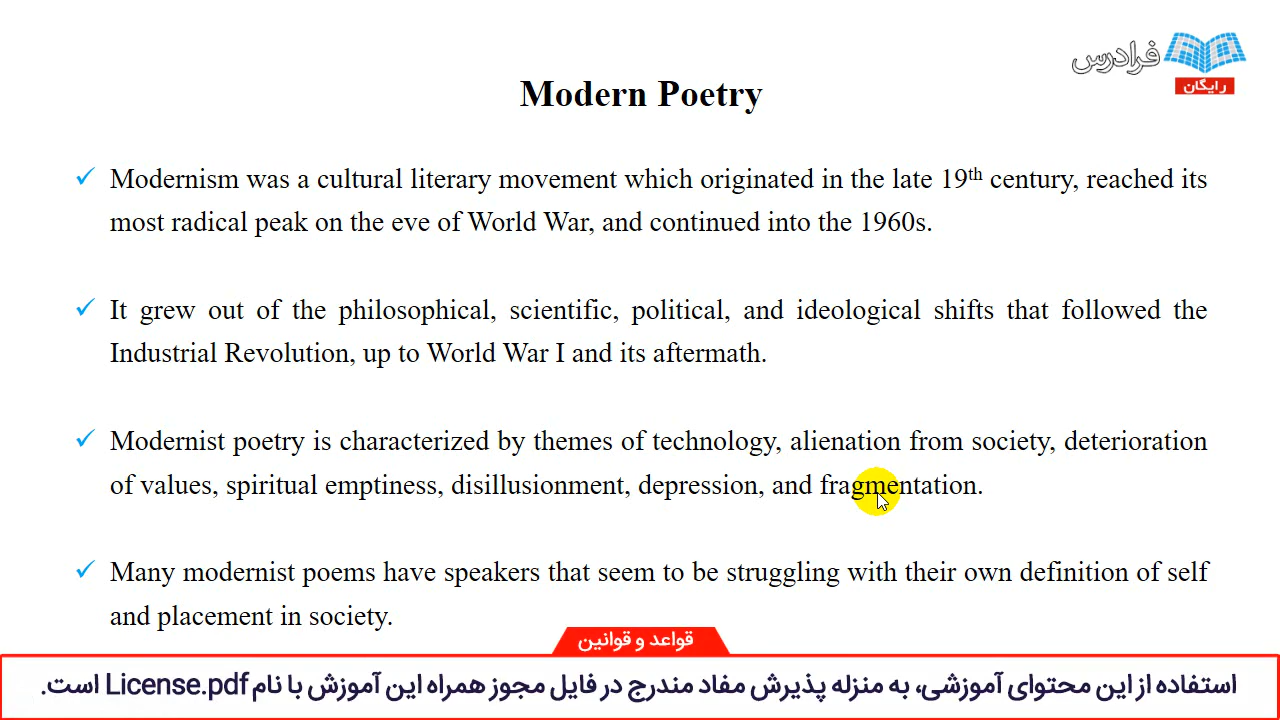 فرادرس
رایگان
Modern Poetry
✓ Modernism was a cultural literary movement which originated in the late 19th century, reached its
most radical peak on the eve of World War, and continued into the 1960s.
✓ It grew out of the philosophical, scientific, political, and ideological shifts that followed the
Industrial Revolution, up to World War I and its aftermath.
✓ Modernist poetry is characterized by themes of technology, alienation from society, deterioration
of values, spiritual emptiness, disillusionment, depression, and fragmentation.
✓ Many modernist poems have speakers that seem to be struggling with their own definition of self
and placement in society.
قواعد و قوانین
استفاده از این محتوای آموزشی، به منزله پذیرش مفاد مندرج در فایل مجوز همراه این آموزش با نام License.pdf است.